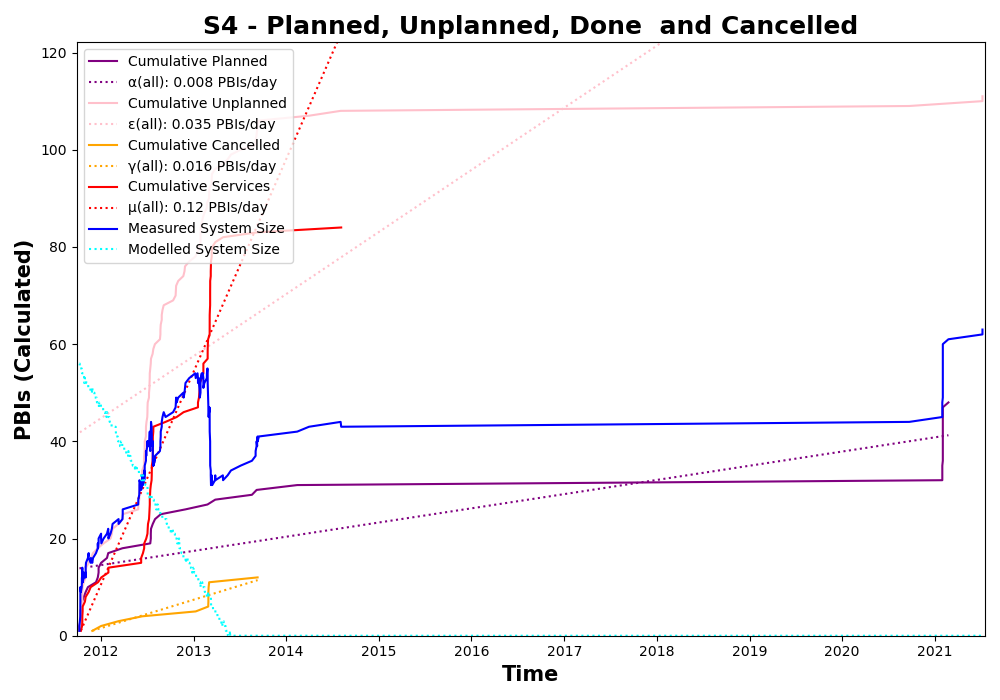 S4 - Planned, Unplanned, Done  and Cancelled
PBIs (Calculated)
120
100
80
60
40
20
0
Cumulative Planned
α(all): 0.008 PBIs/day
Cumulative Unplanned
ε(all): 0.035 PBIs/day
Cumulative Cancelled
γ(all): 0.016 PBIs/day
Cumulative Services
μ(all): 0.12 PBIs/day
Measured System Size
Modelled System Size
2012 2013 2014 2015 2016 2017 2018 2019 2020 2021
Time